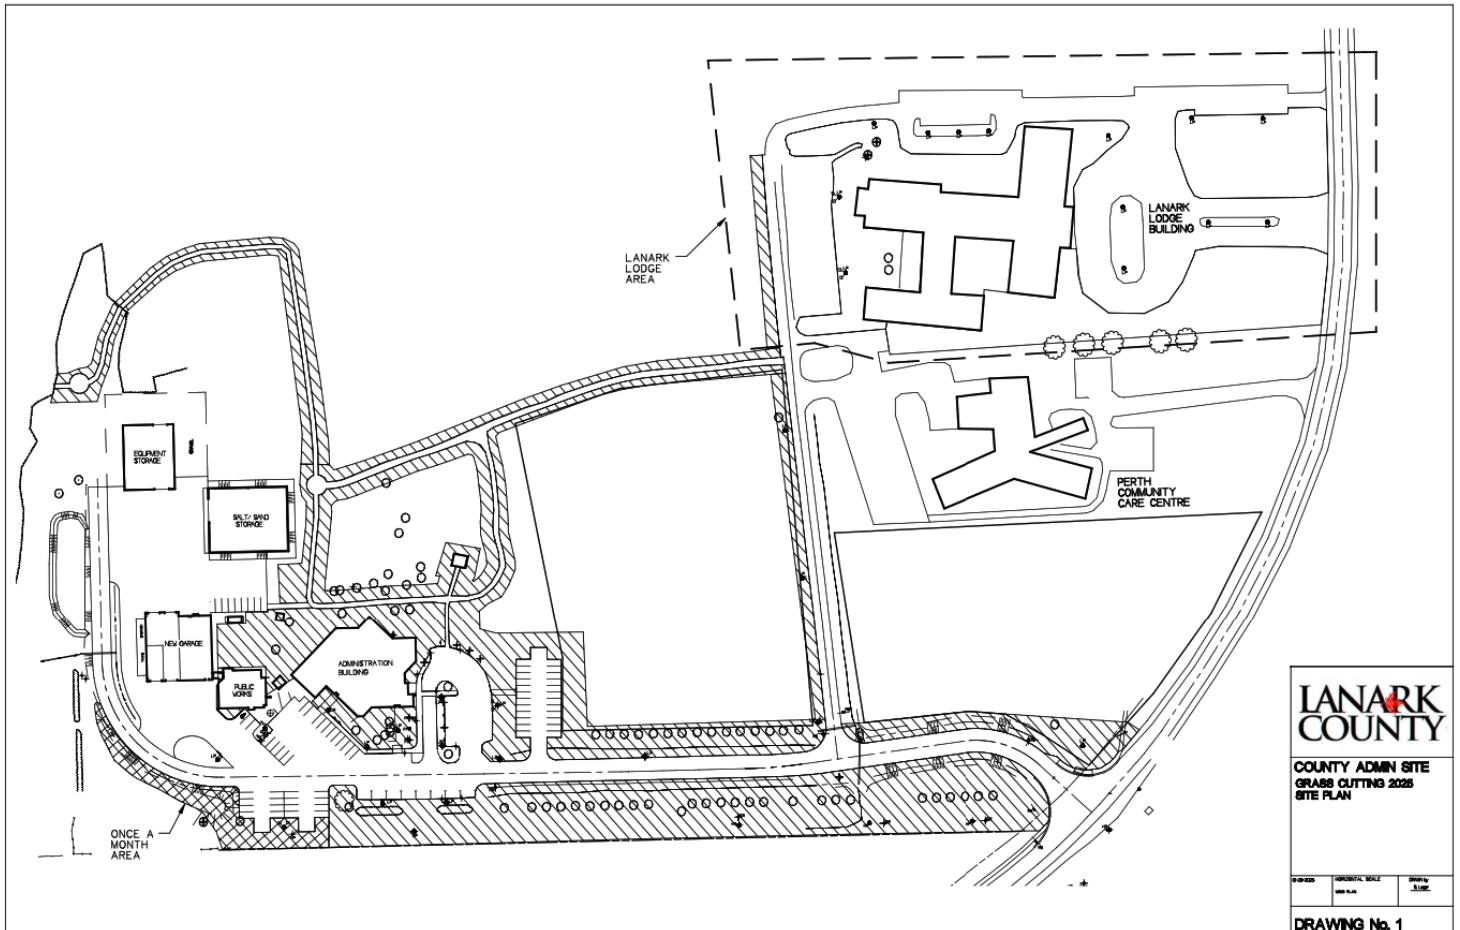 LANARK
LODGE
AREA
LANARK
LODGE
BUILDING
EQUIPMENT
STORAGE
SALT/ SAND
STORAGE
PERTH
COMMUNITY
CARE CENTRE
NEW GARAGE
ADMINISTRATION
BUILDING
PUBLIC
WORKS
ONCE A
MONTH
AREA
LANARK
COUNTY
COUNTY ADMIN SITE
GRASS CUTTING 2025
SITE PLAN
HORIZONTAL SCALE
DRAWN by
DRAWING No. 1